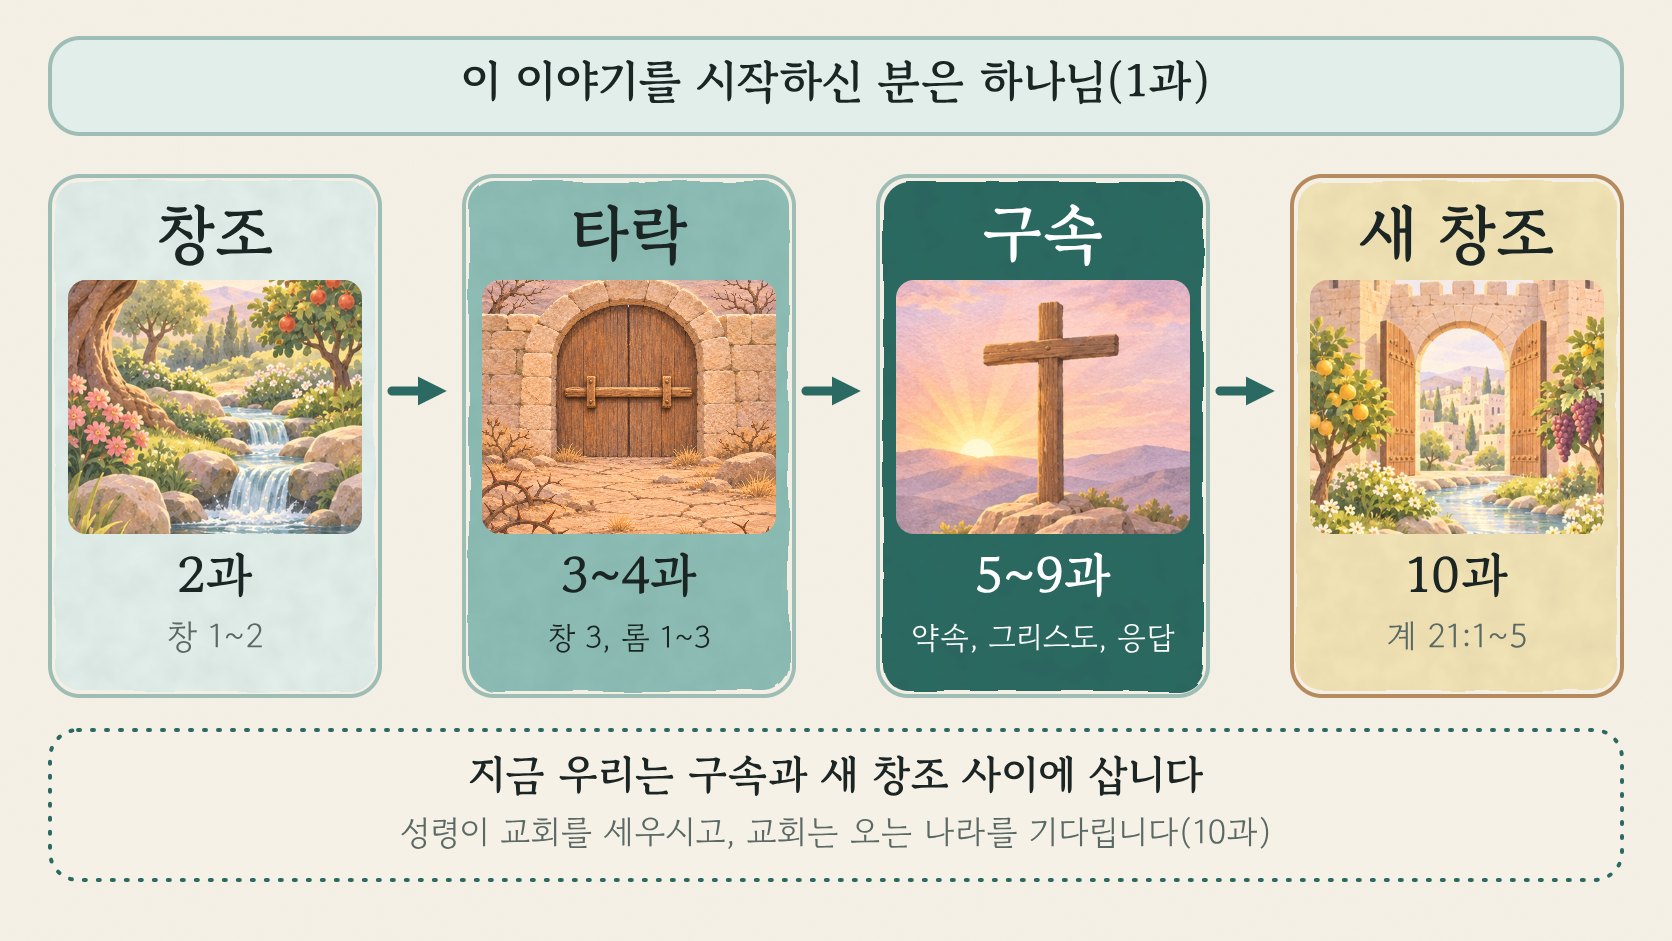 이 이야기를 시작하신 분은 하나님(1과)
창조
2과
창 1~2
타락
3~4과
창 3, 롬 1~3
구속
5~9과
약속, 그리스도, 응답
새 창조
10과
계 21:1~5
지금 우리는 구속과 새 창조 사이에 삽니다
성령이 교회를 세우시고, 교회는 오는 나라를 기다립니다(10과)